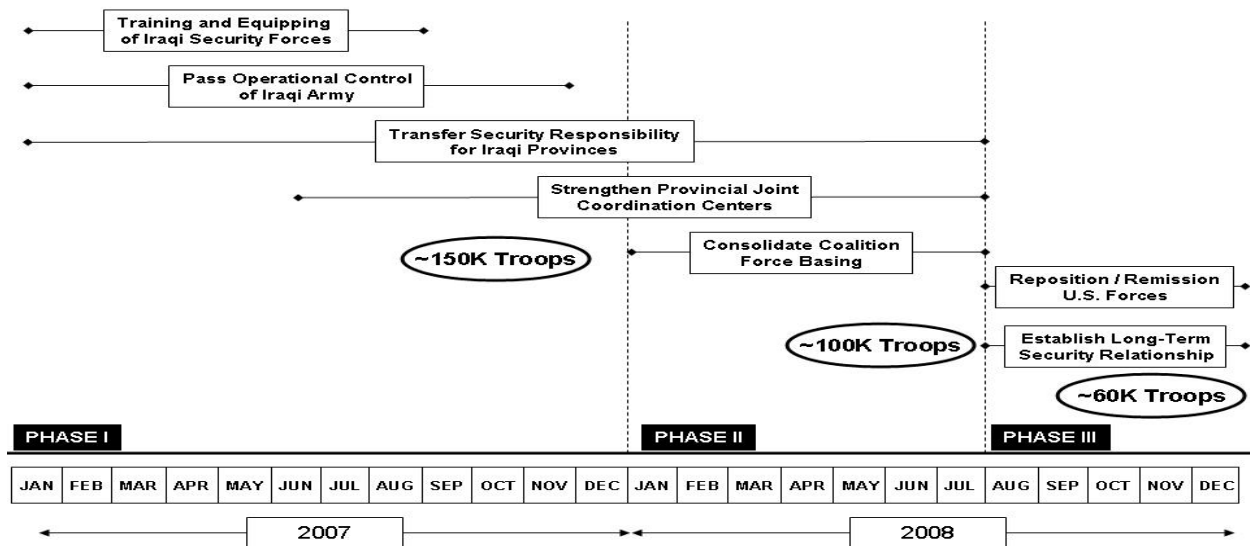 Training and Equipping
of Iraqi Security Forces
Pass Operational Control
of Iraqi Army
Transfer Security Responsibility
for Iraqi Provinces
Strengthen Provincial Joint
Coordination Centers
~150K Troops
Consolidate Coalition
Force Basing
Reposition / Remission
U.S. Forces
~100K Troops
Establish Long-Term
Security Relationship
~60K Troops
PHASE I PHASE II PHASE III
JAN FEB MAR APR MAY JUN JUL AUG SEP OCT NOV DEC JAN FEB MAR APR MAY JUN JUL AUG SEP OCT NOV DEC
2007 2008